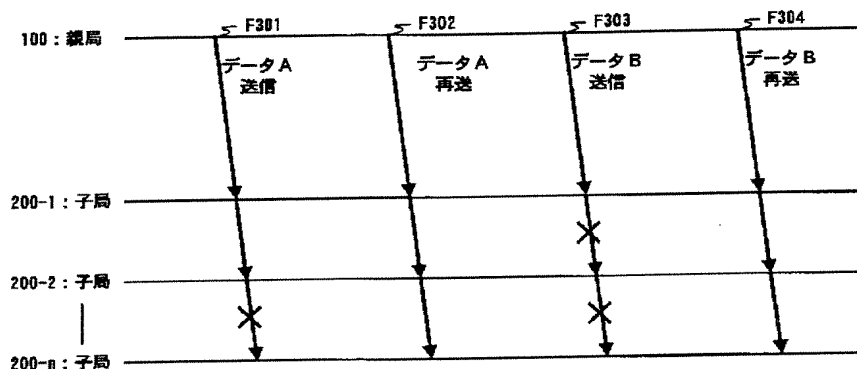 F301
F302
F303
F304
100：親局
データA
送信
データA
再送
データB
送信
データB
再送
200-1：子局
200-2：子局
200-n：子局